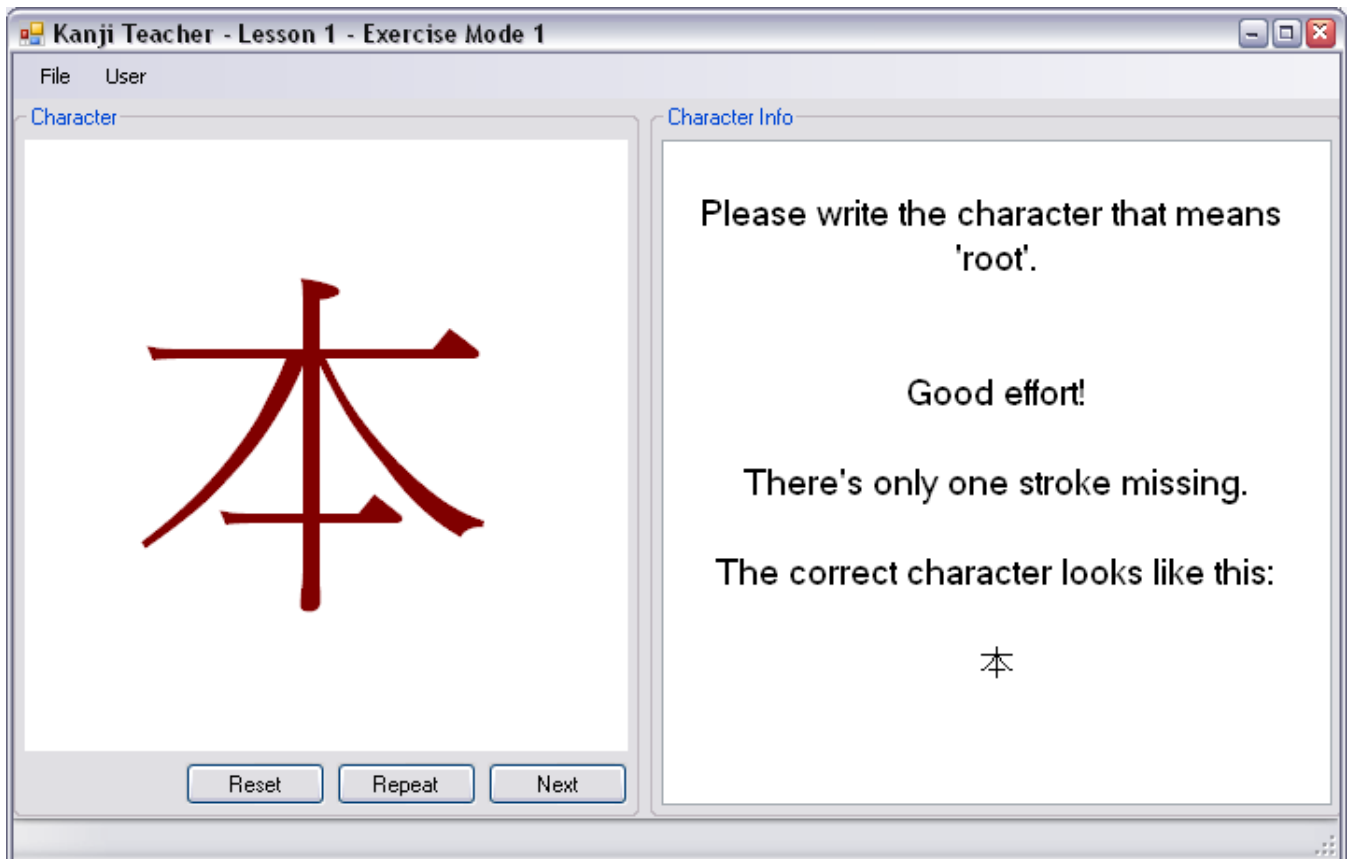 Kanji Teacher - Lesson 1 - Exercise Mode 1
File User
Character
本
Reset Repeat Next
Character Info
Please write the character that means
'root'.
Good effort!
There's only one stroke missing.
The correct character looks like this:
本